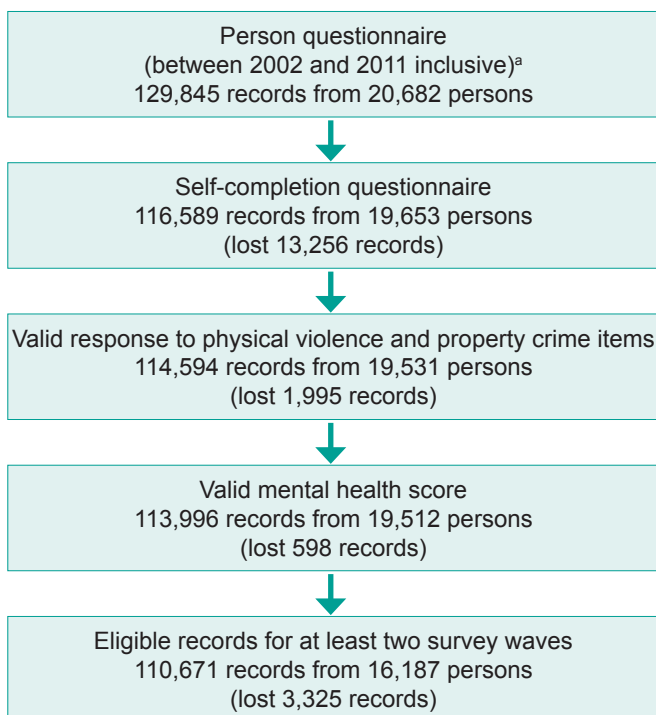 Person questionnaire
(between 2002 and 2011 inclusive)ª
129,845 records from 20,682 persons
Self-completion questionnaire
116,589 records from 19,653 persons
(lost 13,256 records)
Valid response to physical violence and property crime items
114,594 records from 19,531 persons
(lost 1,995 records)
Valid mental health score
113,996 records from 19,512 persons
(lost 598 records)
Eligible records for at least two survey waves
110,671 records from 16,187 persons
(lost 3,325 records)